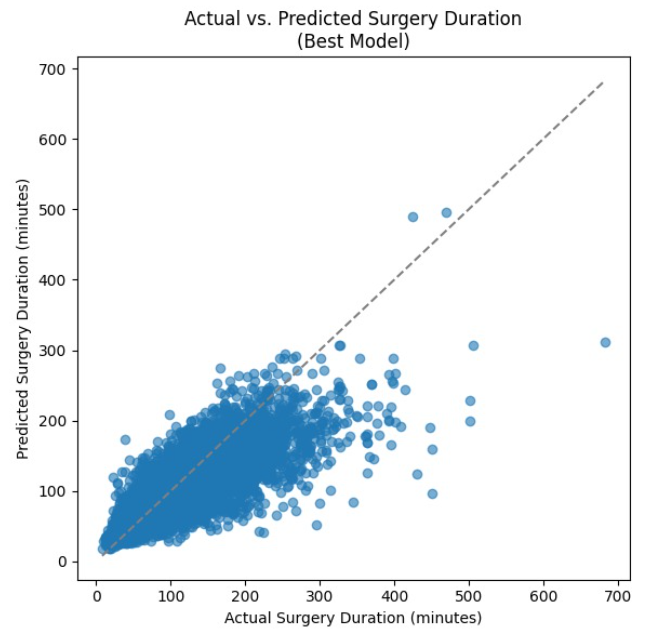 Actual vs. Predicted Surgery Duration
(Best Model)
700
600
500
400
300
200
100
0
Predicted Surgery Duration (minutes)
0 100 200 300 400 500 600 700
Actual Surgery Duration (minutes)